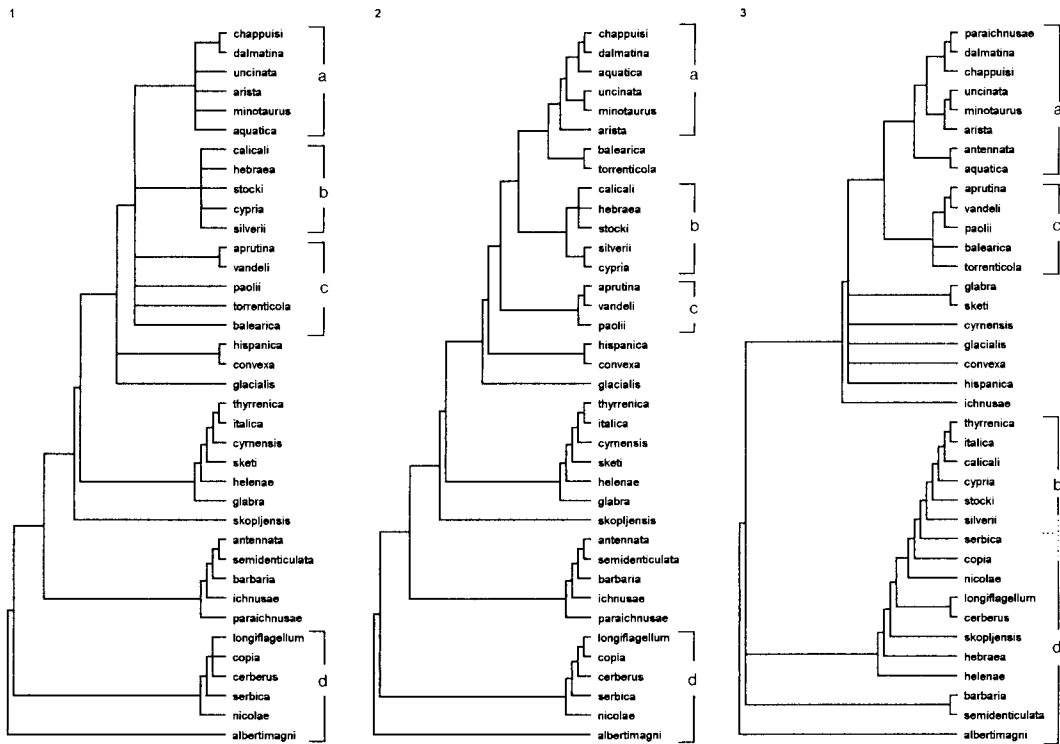 1
chappuisi
dalmatina
uncinata
arista
minotaurus
aquatica
a
calicali
hebraea
stocki
cypria
silverii
b
aprutina
vandeli
paolii
torrenticola
balearica
c
hispanica
convexa
glacialis
thyrrenica
italica
cyrnensis
sketi
helenae
glabra
skopljensis
antennata
semidenticulata
barbaria
ichnusae
paraichnusae
longiflagellum
copia
cerberus
serbica
nicolae
albertimagni
d
2
chappuisi
dalmatina
aquatica
uncinata
minotaurus
arista
a
balearica
torrenticola
calicali
hebraea
stocki
silverii
cypria
b
aprutina
vandeli
paolii
c
hispanica
convexa
glacialis
thyrrenica
italica
cyrnensis
sketi
helenae
glabra
skopljensis
antennata
semidenticulata
barbaria
ichnusae
paraichnusae
longiflagellum
copia
cerberus
serbica
nicolae
albertimagni
d
3
paraichnusae
dalmatina
chappuisi
uncinata
minotaurus
arista
antennata
aquatica
a
aprutina
vandeli
paolii
balearica
torrenticola
c
glabra
sketi
cyrnensis
glacialis
convexa
hispanica
ichnusae
thyrrenica
italica
calicali
cypria
stocki
silverii
b
serbica
copia
nicolae
longiflagellum
cerberus
skopljensis
hebraea
helenae
barbaria
semidenticulata
albertimagni
d